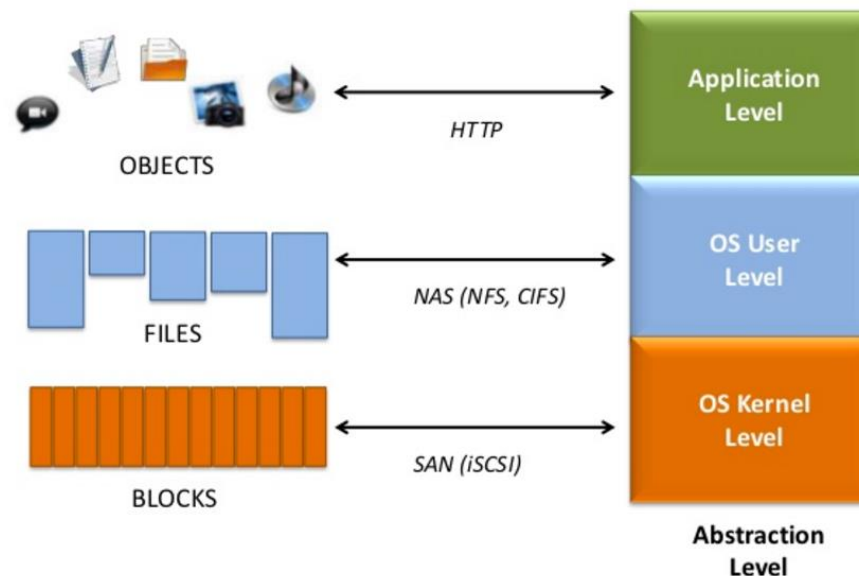 Application
Level
HTTP
OBJECTS
OS User
Level
NAS (NFS, CIFS)
FILES
OS Kernel
Level
SAN (iSCSI)
BLOCKS
Abstraction
Level